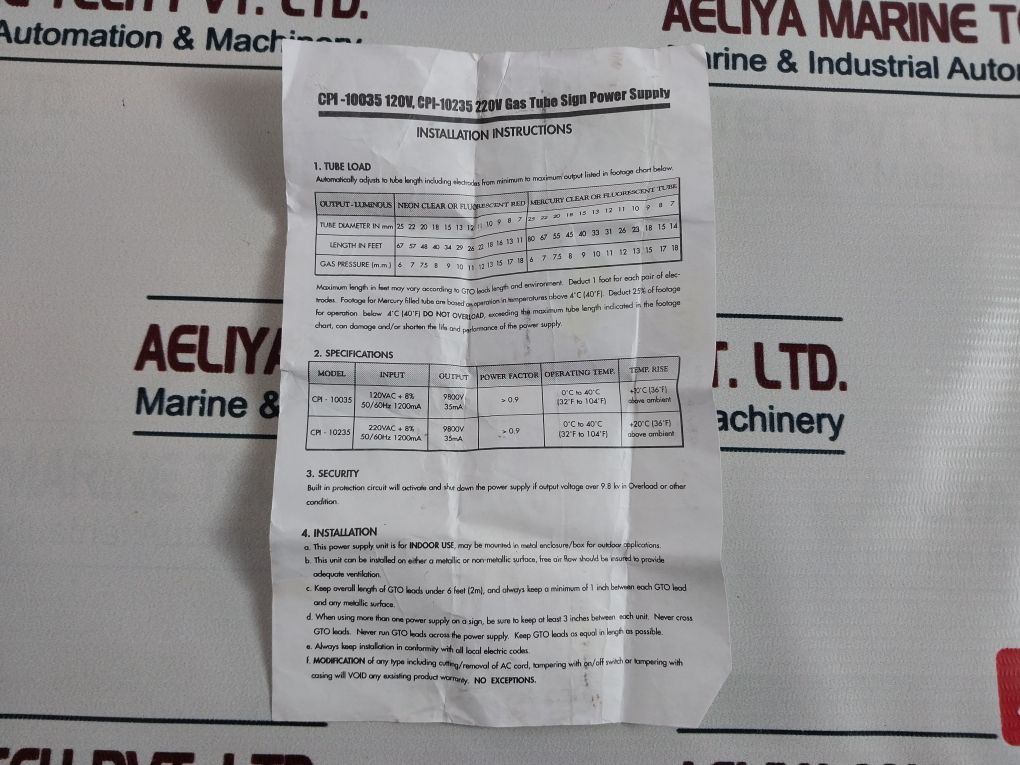 TECH PVT. LTD.
Automation & Machinery
AELIYA MARINE
Marine & Industrial
CPI -10035 120V, CPI-10235 220V Gas Tube Sign Power Supply
INSTALLATION INSTRUCTIONS
1. TUBE LOAD
Automatically adjusts to tube length including electrodes from minimum to maximum output listed in footage chart below.
OUTPUT - LUMINOUS NEON CLEAR OR FLUORESCENT RED MERCURY CLEAR OR FLUORESCENT TUBE
TUBE DIAMETER IN mm 25 22 20 18 15 13 12 11 10 9 8 7 25 22 20 18 15 13 12 11 10 9 8 7
LENGTH IN FEET 67 57 48 40 34 29 26 22 18 16 13 11 80 67 55 45 40 33 31 26 23 18 15 14
GAS PRESSURE (m.m.) 6 7 7.5 8 9 10 11 12 13 15 17 18 6 7 7.5 8 9 10 11 12 13 15 17 18
Maximum length in feet may vary according to GTO leads length and environment. Deduct 1 foot for each pair of elec-
trodes. Footage for Mercury filled tube are based on operation in temperatures above 4°C (40°F). Deduct 25% of footage
for operation below 4°C (40°F) DO NOT OVERLOAD, exceeding the maximum tube length indicated in the footage
chart, can damage and/or shorten the life and performance of the power supply.
2. SPECIFICATIONS
MODEL INPUT OUTPUT POWER FACTOR OPERATING TEMP. TEMP. RISE
CPI - 10035 120VAC + 8% 9800V > 0.9 0°C to 40°C +20°C (36°F)
50/60Hz 1200mA 35mA (32°F to 104°F) above ambient
CPI - 10235 220VAC + 8% 9800V > 0.9 0°C to 40°C +20°C (36°F)
50/60Hz 1200mA 35mA (32°F to 104°F) above ambient
3. SECURITY
Built in protection circuit will activate and shut down the power supply if output voltage over 9.8 kv in Overload or other
condition.
4. INSTALLATION
a. This power supply unit is for INDOOR USE, may be mounted in metal enclosure/box for outdoor applications.
b. This unit can be installed on either a metallic or non-metallic surface, free air flow should be insured to provide
adequate ventilation.
c. Keep overall length of GTO leads under 6 feet (2m), and always keep a minimum of 1 inch between each GTO lead
and any metallic surface.
d. When using more than one power supply on a sign, be sure to keep at least 3 inches between each unit. Never cross
GTO leads. Never run GTO leads across the power supply. Keep GTO leads as equal in length as possible.
e. Always keep installation in conformity with all local electric codes.
f. MODIFICATION of any type including cutting/removal of AC cord, tampering with on/off switch or tampering with
casing will VOID any exsisting product warranty. NO EXCEPTIONS.
AELIYA
T. LTD.
Marine &
achinery